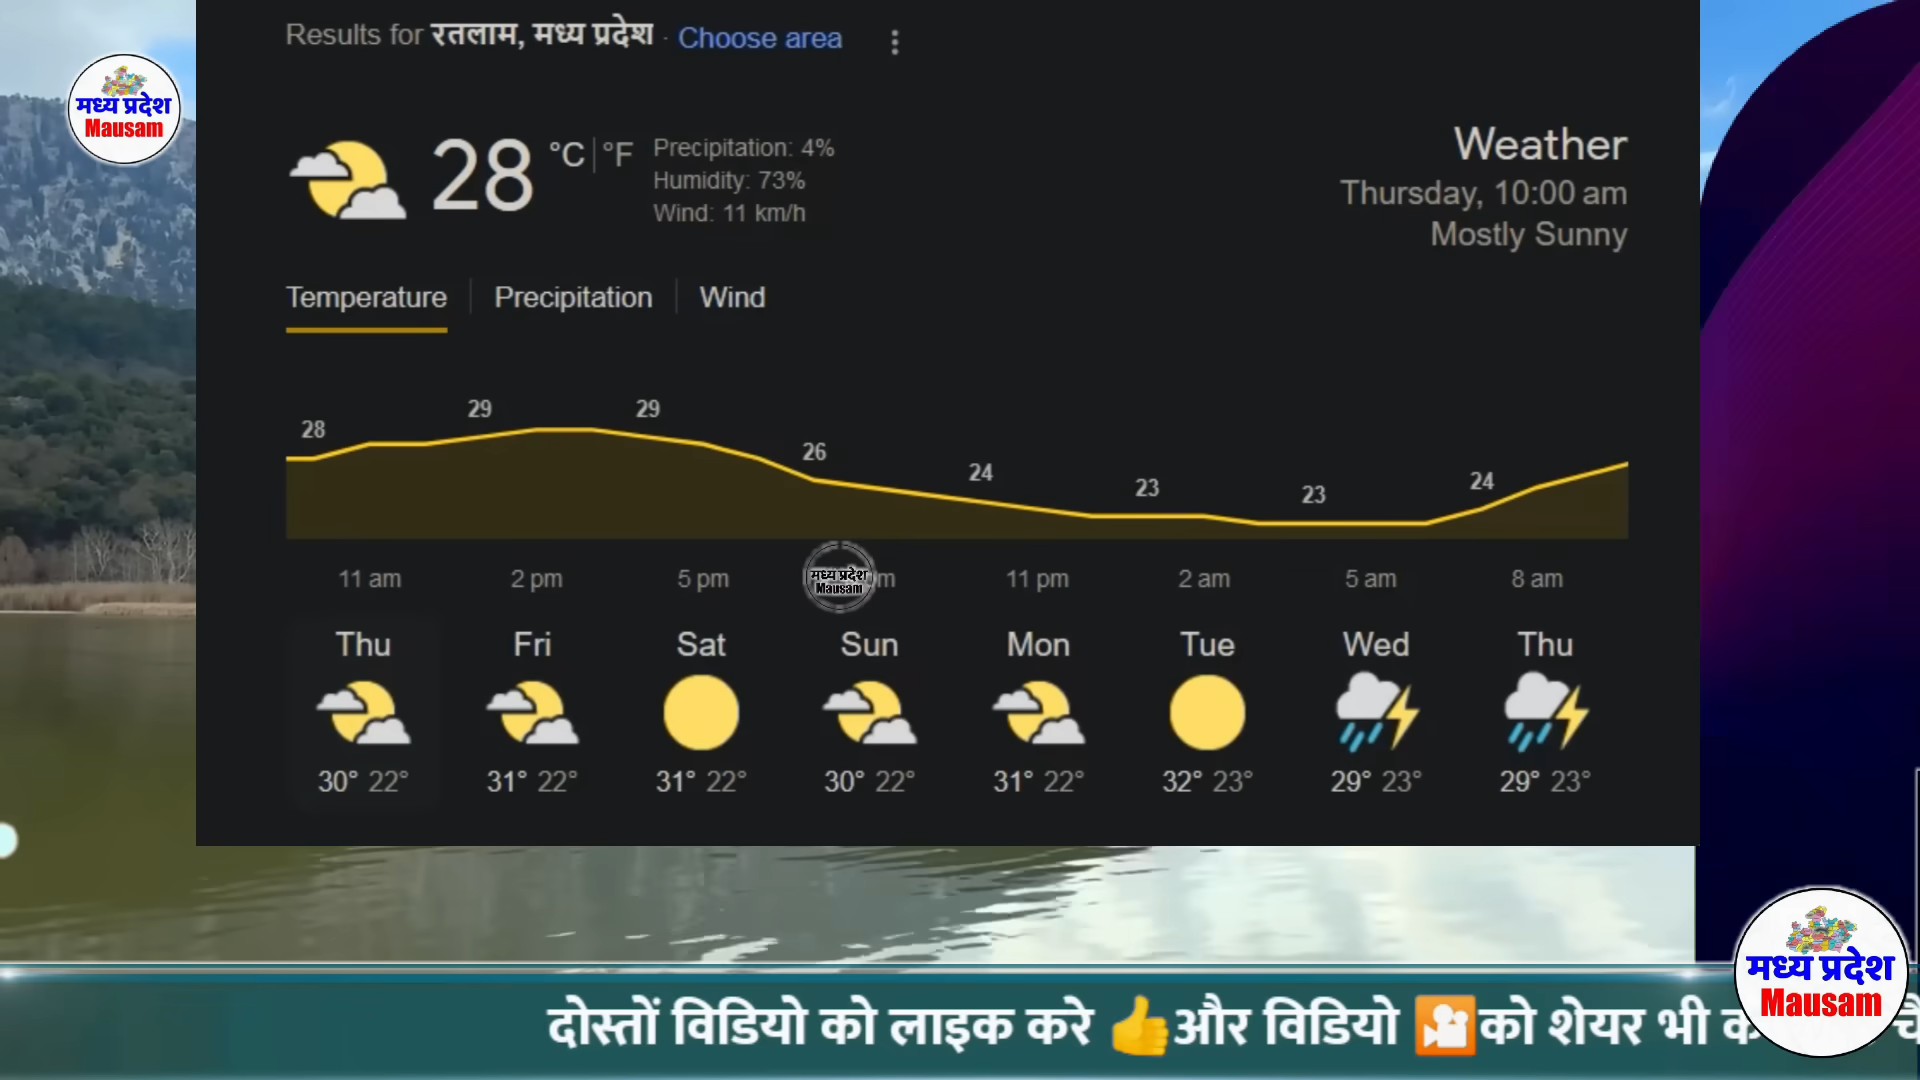 Results for रतलाम, मध्य प्रदेश · Choose area
मध्य प्रदेश
Mausam
28 °C | °F
Precipitation: 4%
Humidity: 73%
Wind: 11 km/h
Weather
Thursday, 10:00 am
Mostly Sunny
Temperature Precipitation Wind
28 29 29 26 24 23 23 24
11 am 2 pm 5 pm 11 pm 2 am 5 am 8 am
मध्य प्रदेश
Mausam
Thu Fri Sat Sun Mon Tue Wed Thu
30° 22° 31° 22° 31° 22° 30° 22° 31° 22° 32° 23° 29° 23° 29° 23°
मध्य प्रदेश
Mausam
दोस्तों विडियो को लाइक करे 👍और विडियो 🎦को शेयर भी